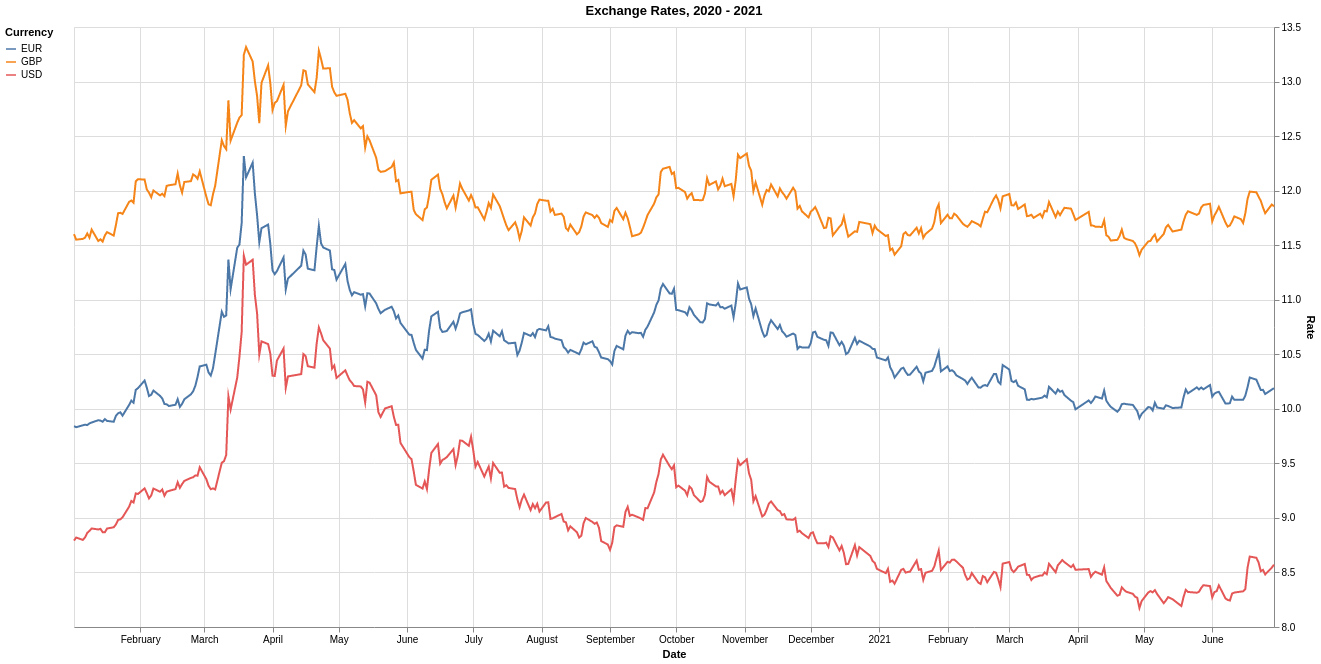 Exchange Rates, 2020 - 2021
Currency
EUR
GBP
USD
13.5
13.0
12.5
12.0
11.5
11.0
10.5
10.0
9.5
9.0
8.5
8.0
Rate
February March April May June July August September October November December 2021 February March April May June
Date